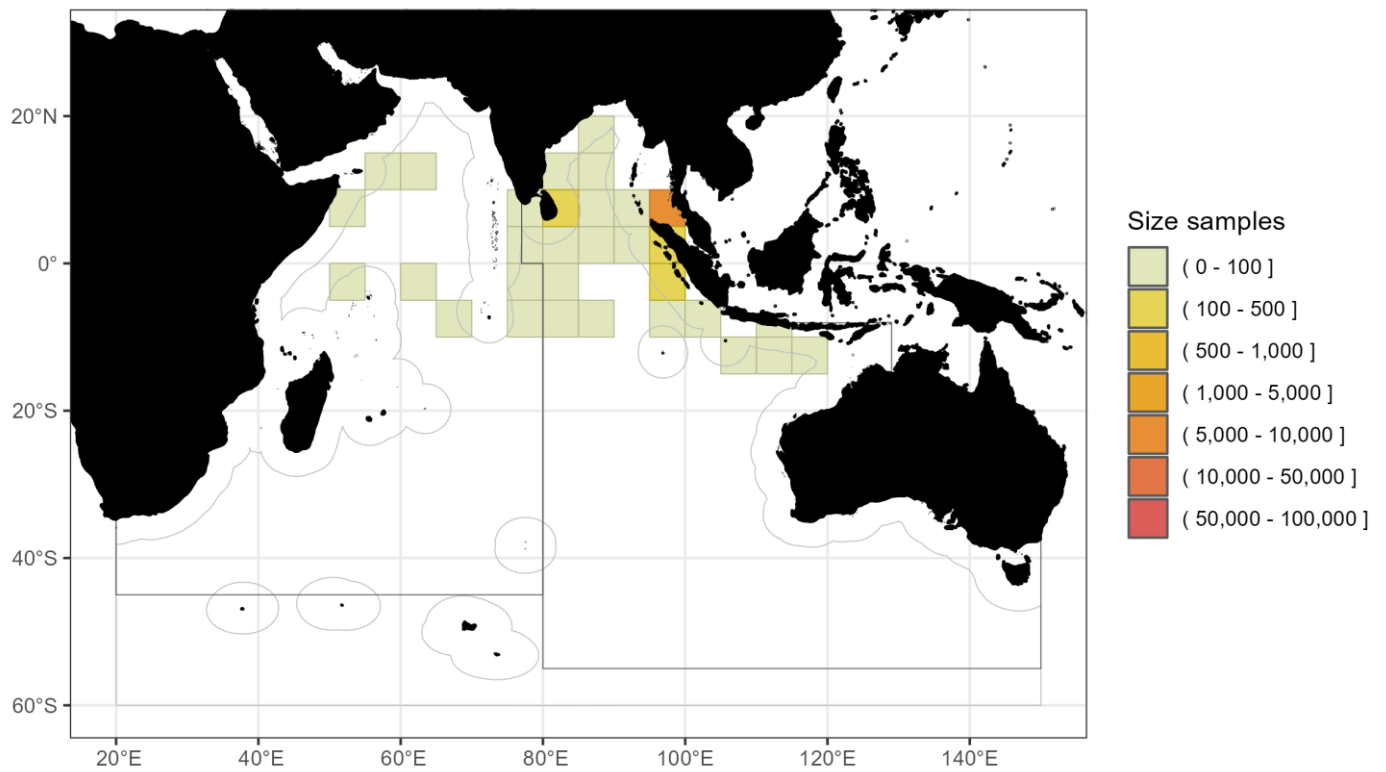 20°N
0°
20°S
40°S
60°S
20°E 40°E 60°E 80°E 100°E 120°E 140°E
Size samples
( 0 - 100 ]
( 100 - 500 ]
( 500 - 1,000 ]
( 1,000 - 5,000 ]
( 5,000 - 10,000 ]
( 10,000 - 50,000 ]
( 50,000 - 100,000 ]